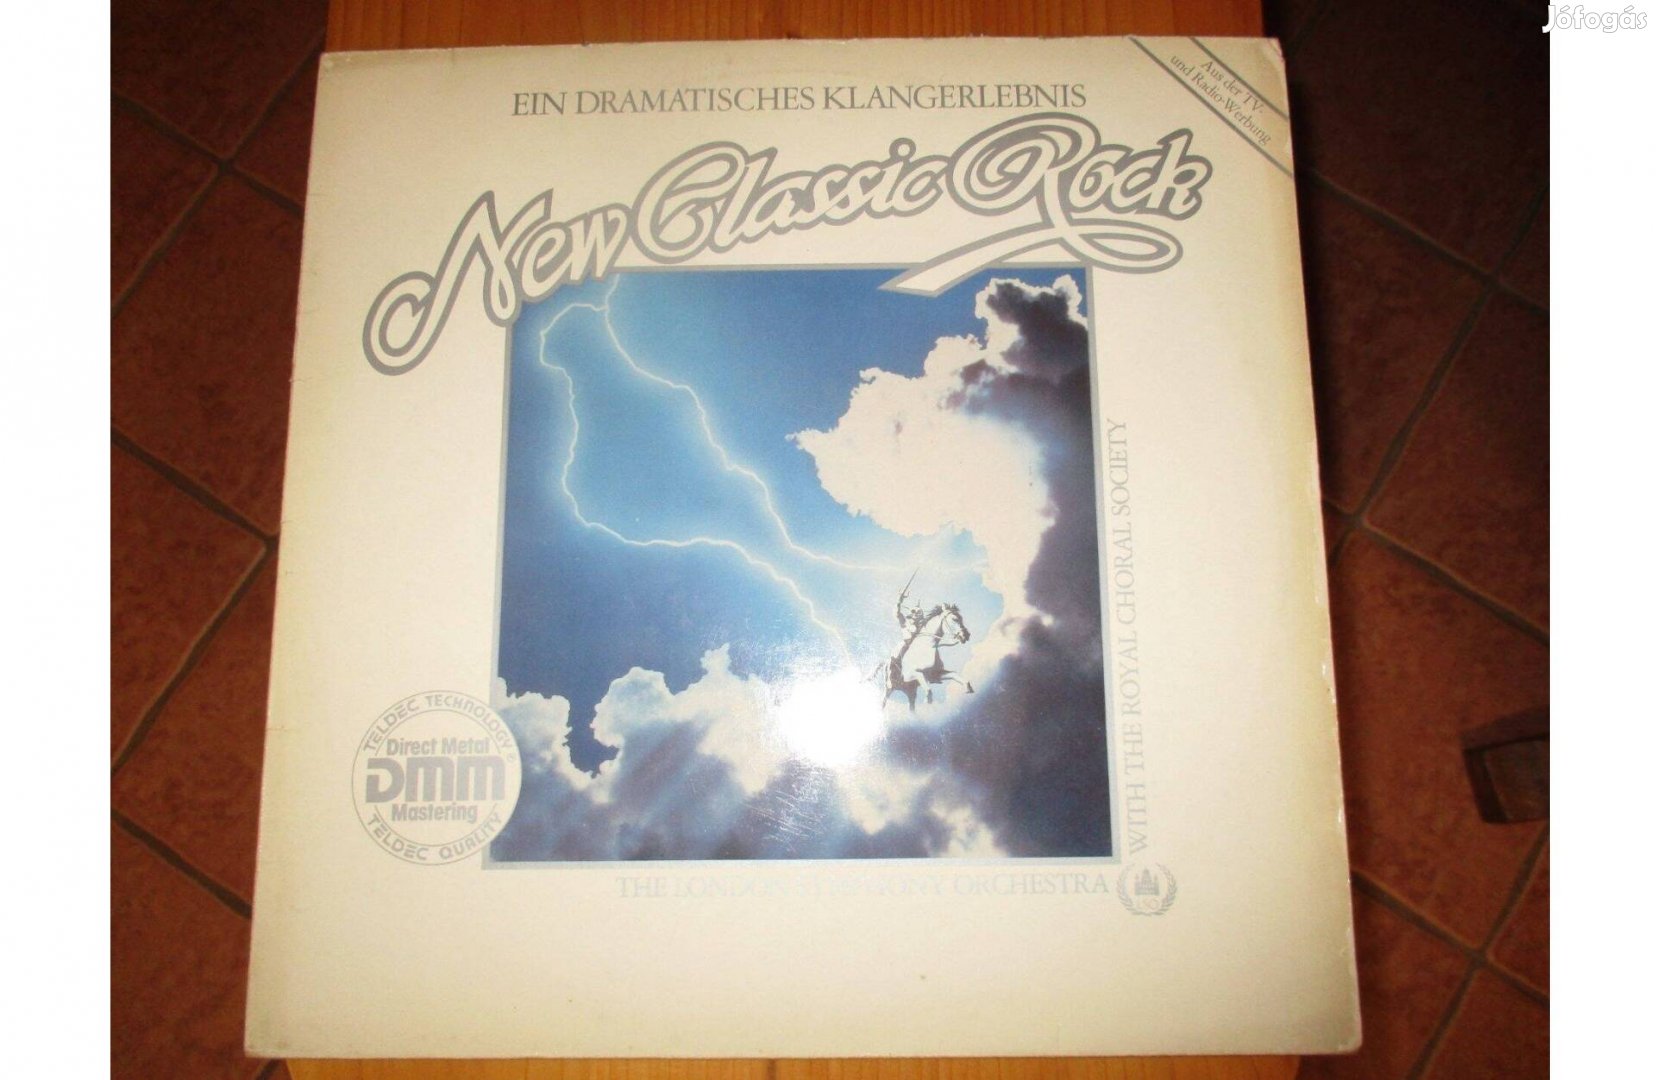 Jófogás
Aus der TV-
und Radio-Werbung
EIN DRAMATISCHES KLANGERLEBNIS
New Classic Rock
WITH THE ROYAL CHORAL SOCIETY
TELDEC TECHNOLOGY ®
Direct Metal
DMM
Mastering
TELDEC QUALITY
THE LONDON SYMPHONY ORCHESTRA
LSO